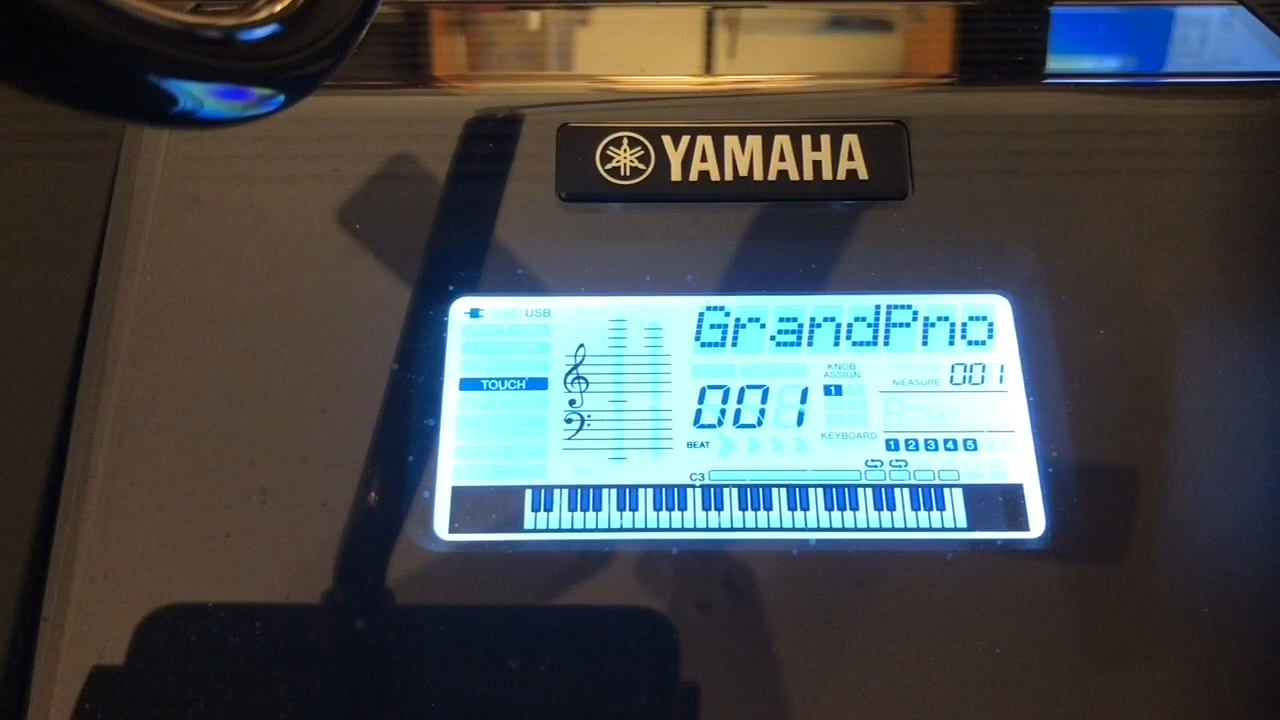 YAMAHA
USB
GrandPno
TOUCH
KNOB
ASSIGN
MEASURE 001
001
1
KEYBOARD
1 2 3 4 5
BEAT
C3